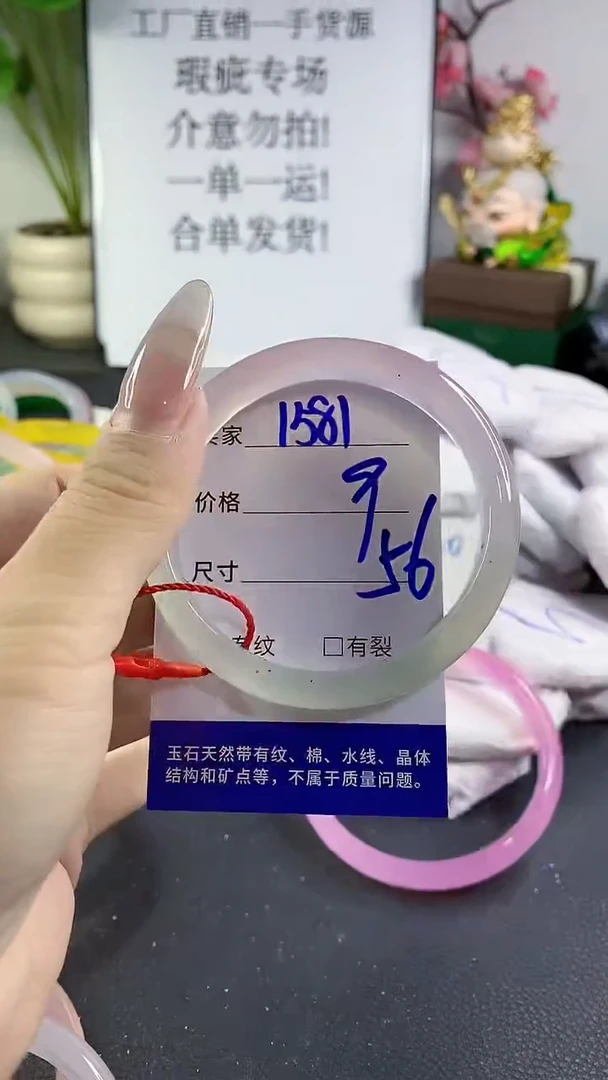 工厂直销一手货源
瑕疵专场
介意勿拍!
一单一运!
合单发货!
家 1581
价格 9
尺寸 56
纹 □有裂
玉石天然带有纹、棉、水线、晶体
结构和矿点等，不属于质量问题。